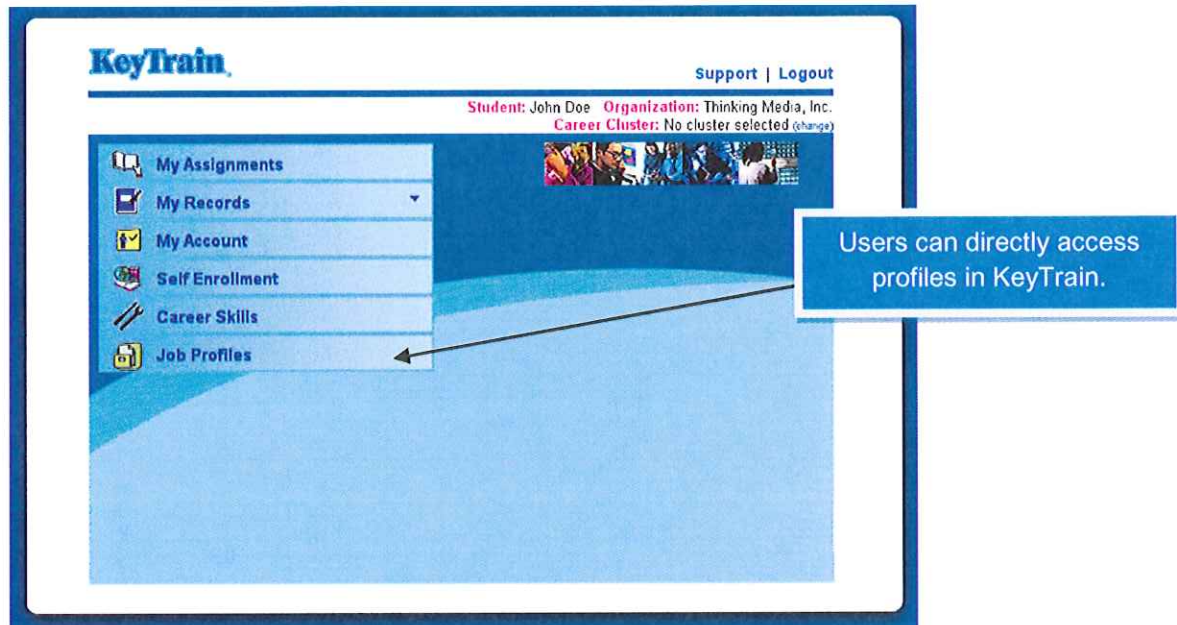 KeyTrain
Support | Logout
Student: John Doe Organization: Thinking Media, Inc.
Career Cluster: No cluster selected (change)
My Assignments
My Records
My Account
Self Enrollment
Career Skills
Job Profiles
Users can directly access
profiles in KeyTrain.